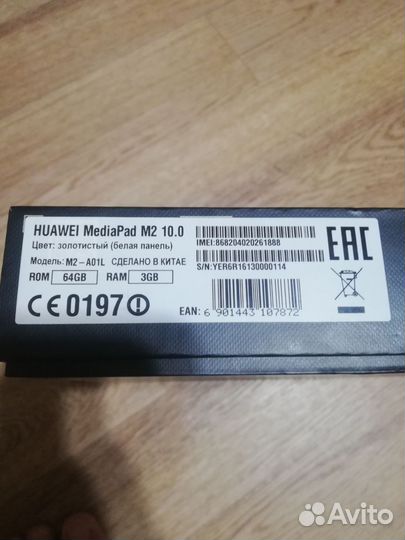 HUAWEI MediaPad M2 10.0
Цвет: золотистый (белая панель)
Модель: M2-A01L СДЕЛАНО В КИТАЕ
ROM 64GB RAM 3GB
CE0197
IMEI:868204020261888
S/N:YER6R16130000114
EAN: 6 901443 107872
EAC
Avito